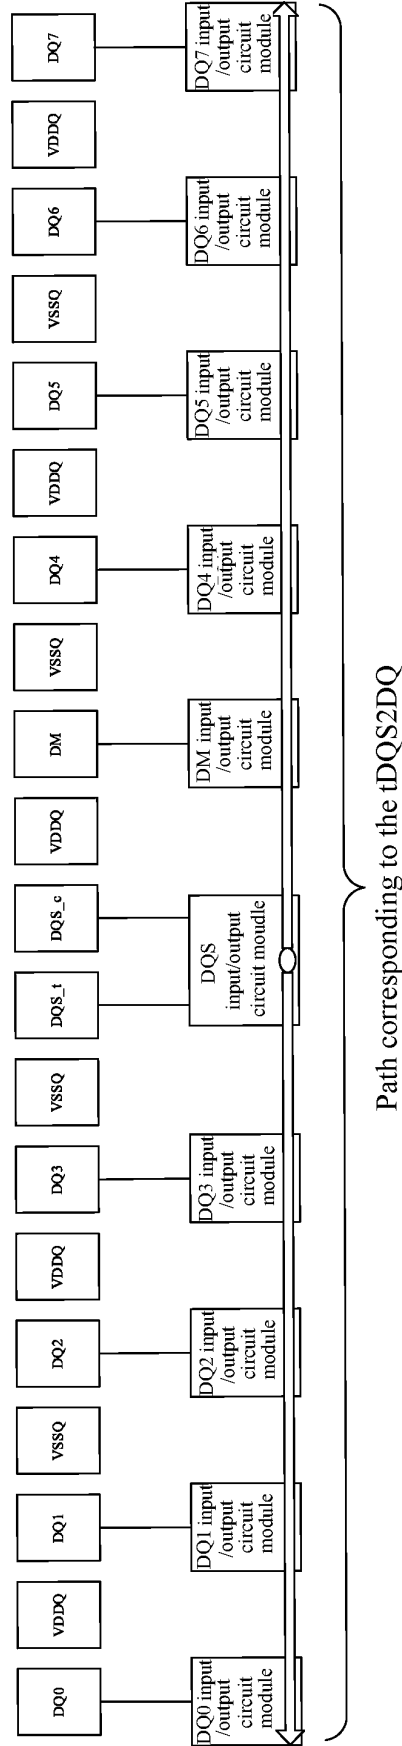 DQ0
VDDQ
DQ1
VSSQ
DQ2
VDDQ
DQ3
VSSQ
DQS_t
DQS_c
VDDQ
DM
VSSQ
DQ4
VDDQ
DQ5
VSSQ
DQ6
VDDQ
DQ7
DQ0 input
/output
circuit
module
DQ1 input
/output
circuit
module
DQ2 input
/output
circuit
module
DQ3 input
/output
circuit
module
DQS
input/output
circuit moudle
DM input
/output
circuit
module
DQ4 input
/output
circuit
module
DQ5 input
/output
circuit
module
DQ6 input
/output
circuit
module
DQ7 input
/output
circuit
module
Path corresponding to the tDQS2DQ